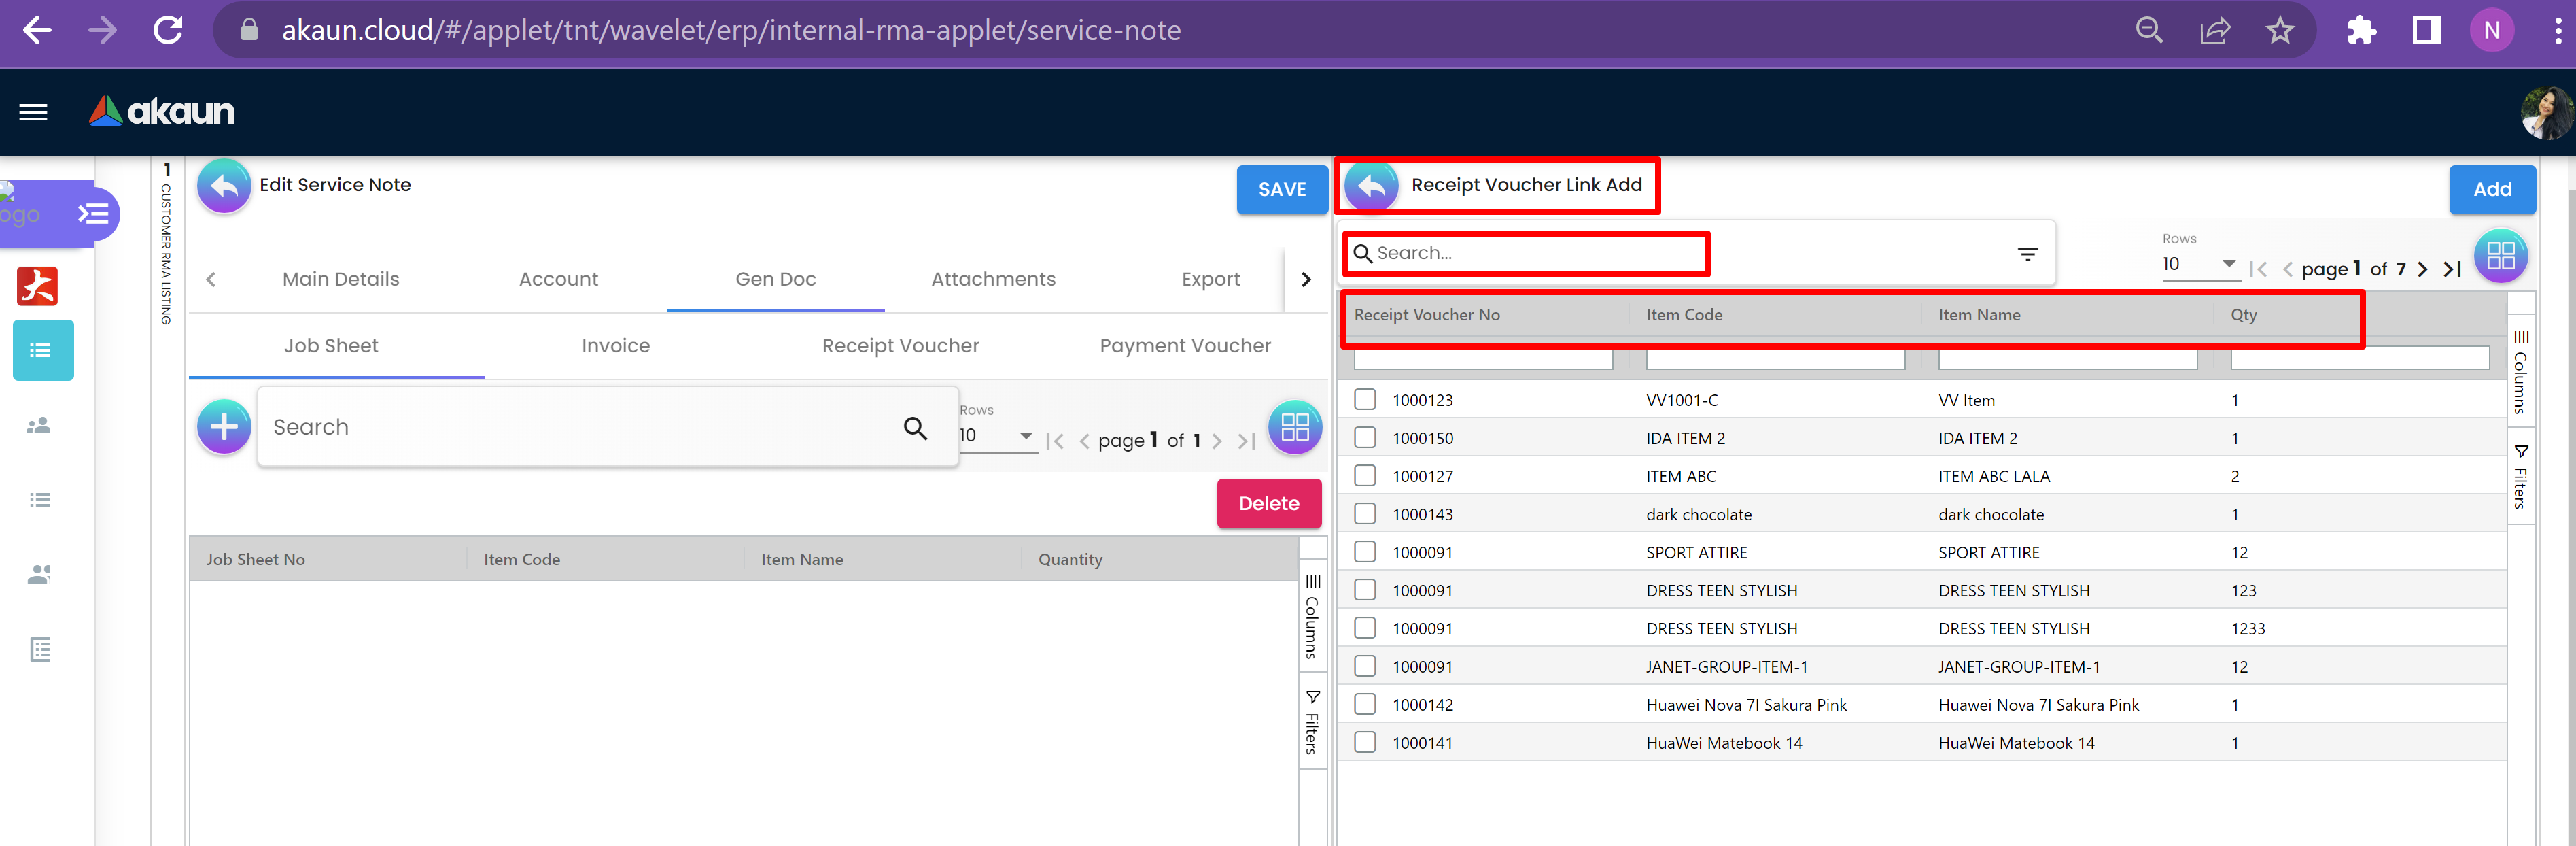 akaun.cloud/#/applet/tnt/wavelet/erp/internal-rma-applet/service-note
N
akaun
ogo
1 CUSTOMER RMA LISTING
Edit Service Note
SAVE
Main Details Account Gen Doc Attachments Export
Job Sheet Invoice Receipt Voucher Payment Voucher
Search
Rows
10
page 1 of 1
Delete
Job Sheet No Item Code Item Name Quantity
Columns
Filters
Receipt Voucher Link Add
Add
Search...
Rows
10
page 1 of 7
Receipt Voucher No Item Code Item Name Qty
1000123 VV1001-C VV Item 1
1000150 IDA ITEM 2 IDA ITEM 2 1
1000127 ITEM ABC ITEM ABC LALA 2
1000143 dark chocolate dark chocolate 1
1000091 SPORT ATTIRE SPORT ATTIRE 12
1000091 DRESS TEEN STYLISH DRESS TEEN STYLISH 123
1000091 DRESS TEEN STYLISH DRESS TEEN STYLISH 1233
1000091 JANET-GROUP-ITEM-1 JANET-GROUP-ITEM-1 12
1000142 Huawei Nova 7I Sakura Pink Huawei Nova 7I Sakura Pink 1
1000141 HuaWei Matebook 14 HuaWei Matebook 14 1
Columns
Filters